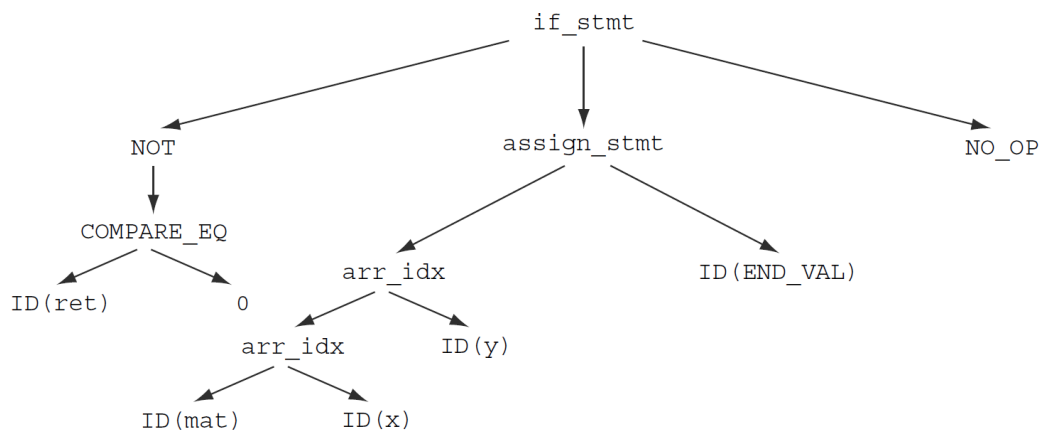 if_stmt
NOT assign_stmt NO_OP
COMPARE_EQ
arr_idx ID(END_VAL)
ID(ret) 0
arr_idx ID(y)
ID(mat) ID(x)